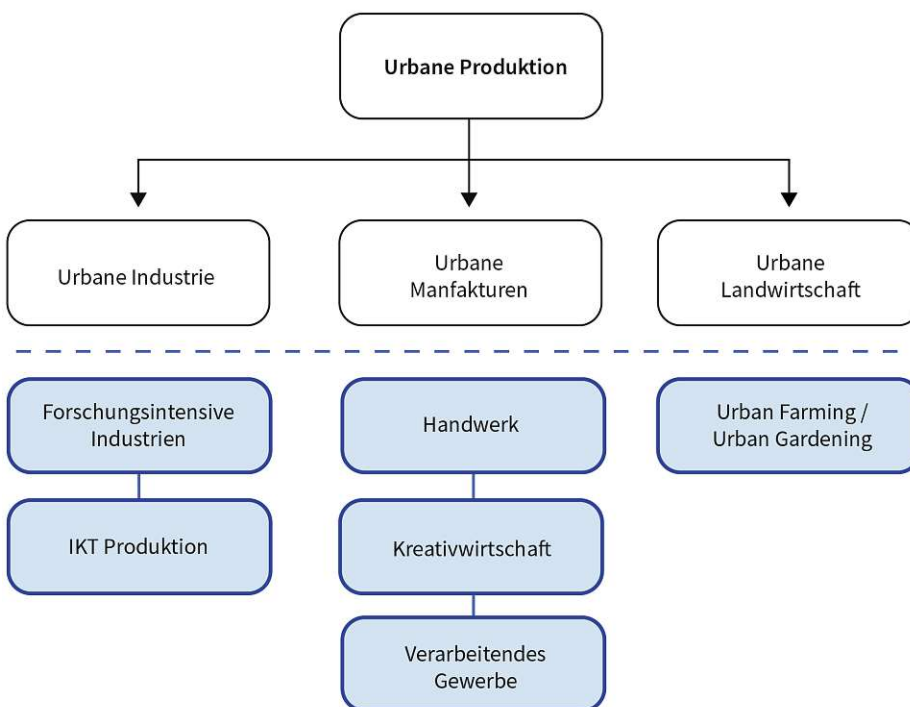 Urbane Produktion
Urbane Industrie
Urbane
Manfakturen
Urbane
Landwirtschaft
Forschungsintensive
Industrien
Handwerk
Urban Farming /
Urban Gardening
IKT Produktion
Kreativwirtschaft
Verarbeitendes
Gewerbe